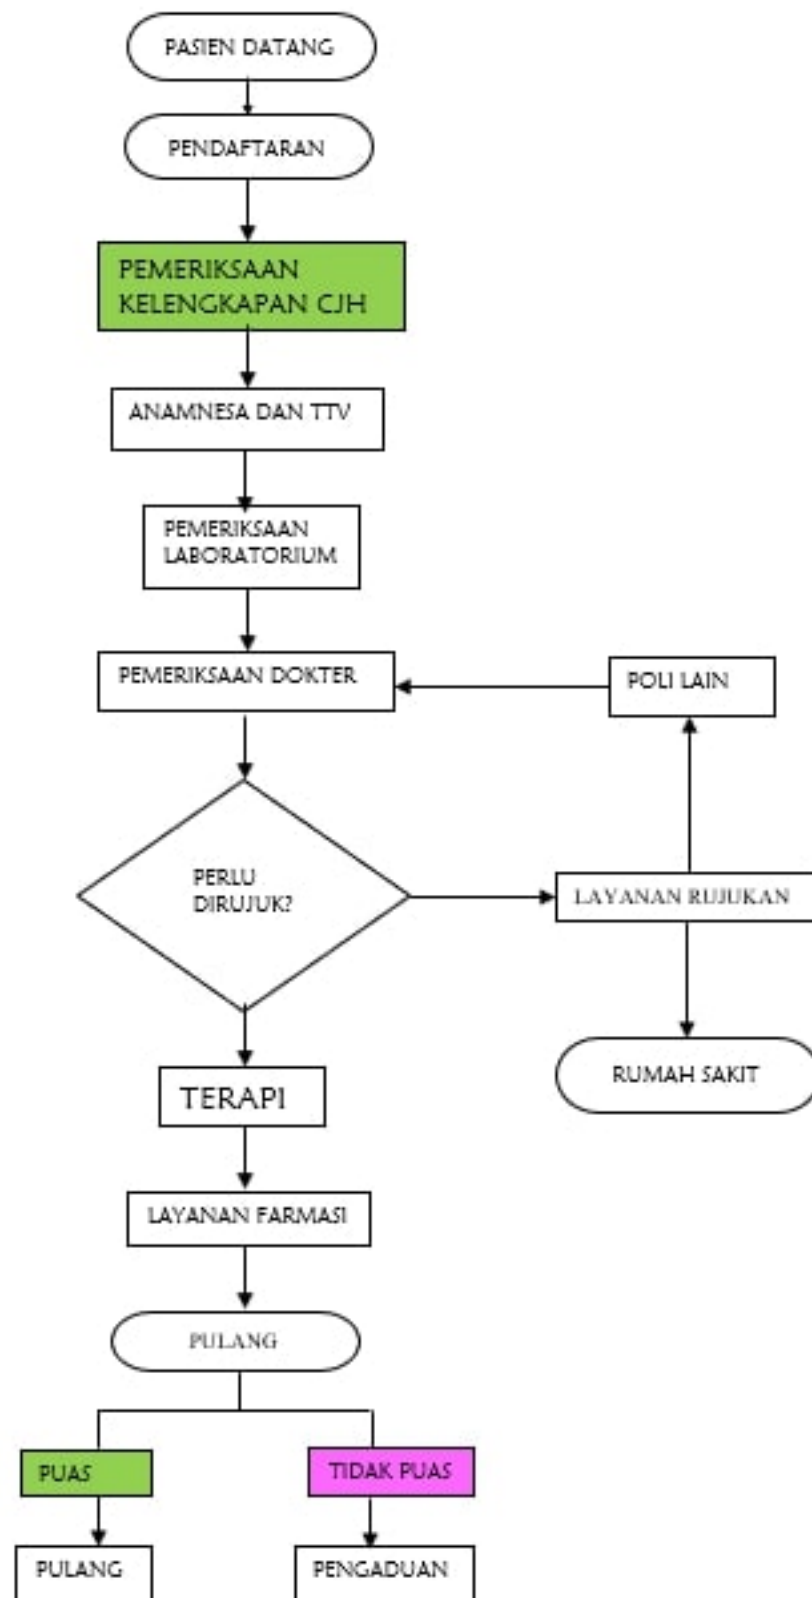 PASIEN DATANG
PENDAFTARAN
PEMERIKSAAN
KELENGKAPAN CJH
ANAMNESA DAN TTV
PEMERIKSAAN
LABORATORIUM
PEMERIKSAAN DOKTER
POLI LAIN
PERLU
DIRUJUK?
LAYANAN RUJUKAN
RUMAH SAKIT
TERAPI
LAYANAN FARMASI
PULANG
PUAS
TIDAK PUAS
PULANG
PENGADUAN